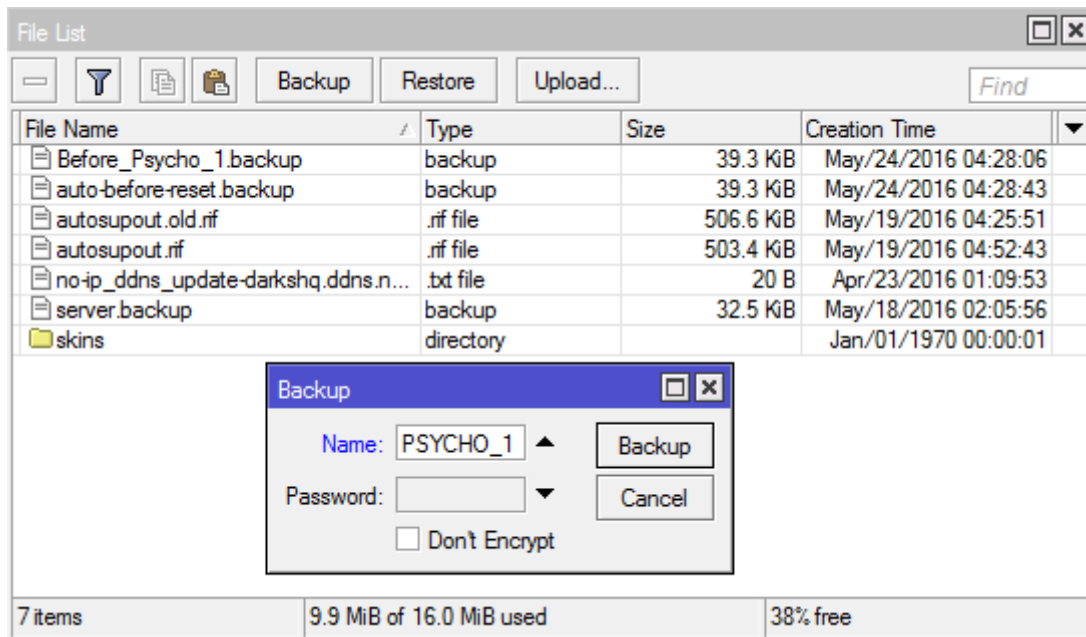 File List
Backup Restore Upload... Find
File Name Type Size Creation Time
Before_Psycho_1.backup backup 39.3 KiB May/24/2016 04:28:06
auto-before-reset.backup backup 39.3 KiB May/24/2016 04:28:43
autosupout.old.rif .rif file 506.6 KiB May/19/2016 04:25:51
autosupout.rif .rif file 503.4 KiB May/19/2016 04:52:43
no-ip_ddns_update-darkshq.ddns.n... .txt file 20 B Apr/23/2016 01:09:53
server.backup backup 32.5 KiB May/18/2016 02:05:56
skins directory Jan/01/1970 00:00:01
Backup
Name: PSYCHO_1 Backup
Password: Cancel
Don't Encrypt
7 items 9.9 MiB of 16.0 MiB used 38% free